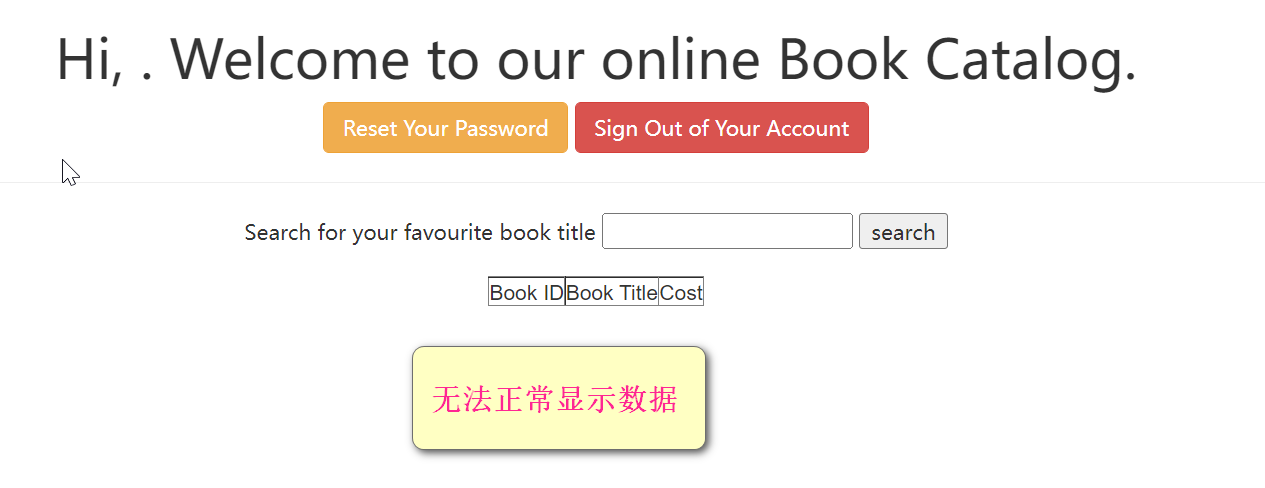 Hi, . Welcome to our online Book Catalog.
Reset Your Password Sign Out of Your Account
Search for your favourite book title search
Book ID Book Title Cost
无法正常显示数据